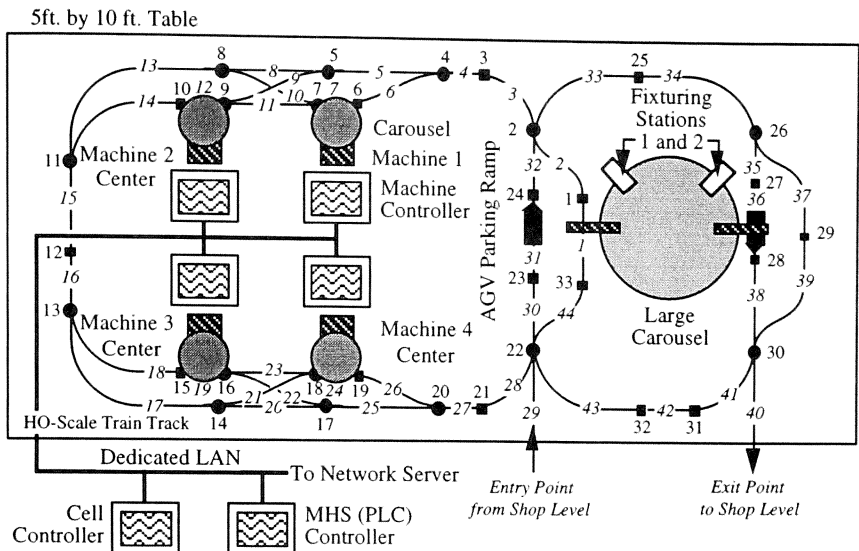 5ft. by 10 ft. Table
8 5 4 3 25
13 8 5 4 33 34
10 12 9 9 10 7 7 6 6 3
14 11
Fixturing
Stations
1 and 2
2 26
11
Carousel
Machine 2
Center
Machine 1
Machine
Controller
AGV Parking Ramp
32 2 35 27
24 1 36 37
15
12 1 29
31
16 23 33 28
13
Machine 3
Center
Machine 4
Center
30 44 38 39
Large
Carousel
22 30
18 15 19 16 23 18 24 19 26 28
17 21 22 20 25 20 27 21 29 43 42 41 40
14 17 32 31
HO-Scale Train Track
Dedicated LAN
To Network Server
Entry Point
from Shop Level
Exit Point
to Shop Level
Cell
Controller
MHS (PLC)
Controller